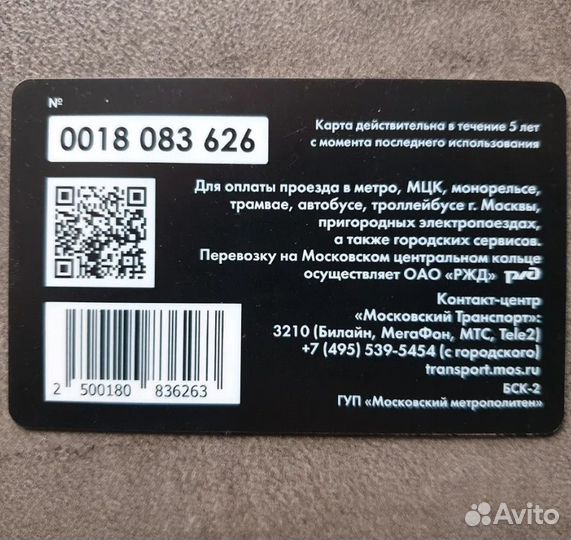 №
0018 083 626
Карта действительна в течение 5 лет
с момента последнего использования
Для оплаты проезда в метро, МЦК, монорельсе,
трамвае, автобусе, троллейбусе г. Москвы,
пригородных электропоездах,
а также городских сервисов.
Перевозку на Московском центральном кольце
осуществляет ОАО «РЖД» РЖД
Контакт-центр
«Московский Транспорт»:
3210 (Билайн, МегаФон, МТС, Tele2)
+7 (495) 539-5454 (с городского)
transport.mos.ru
БСК-2
ГУП «Московский метрополитен»
2 500180 836263
Avito